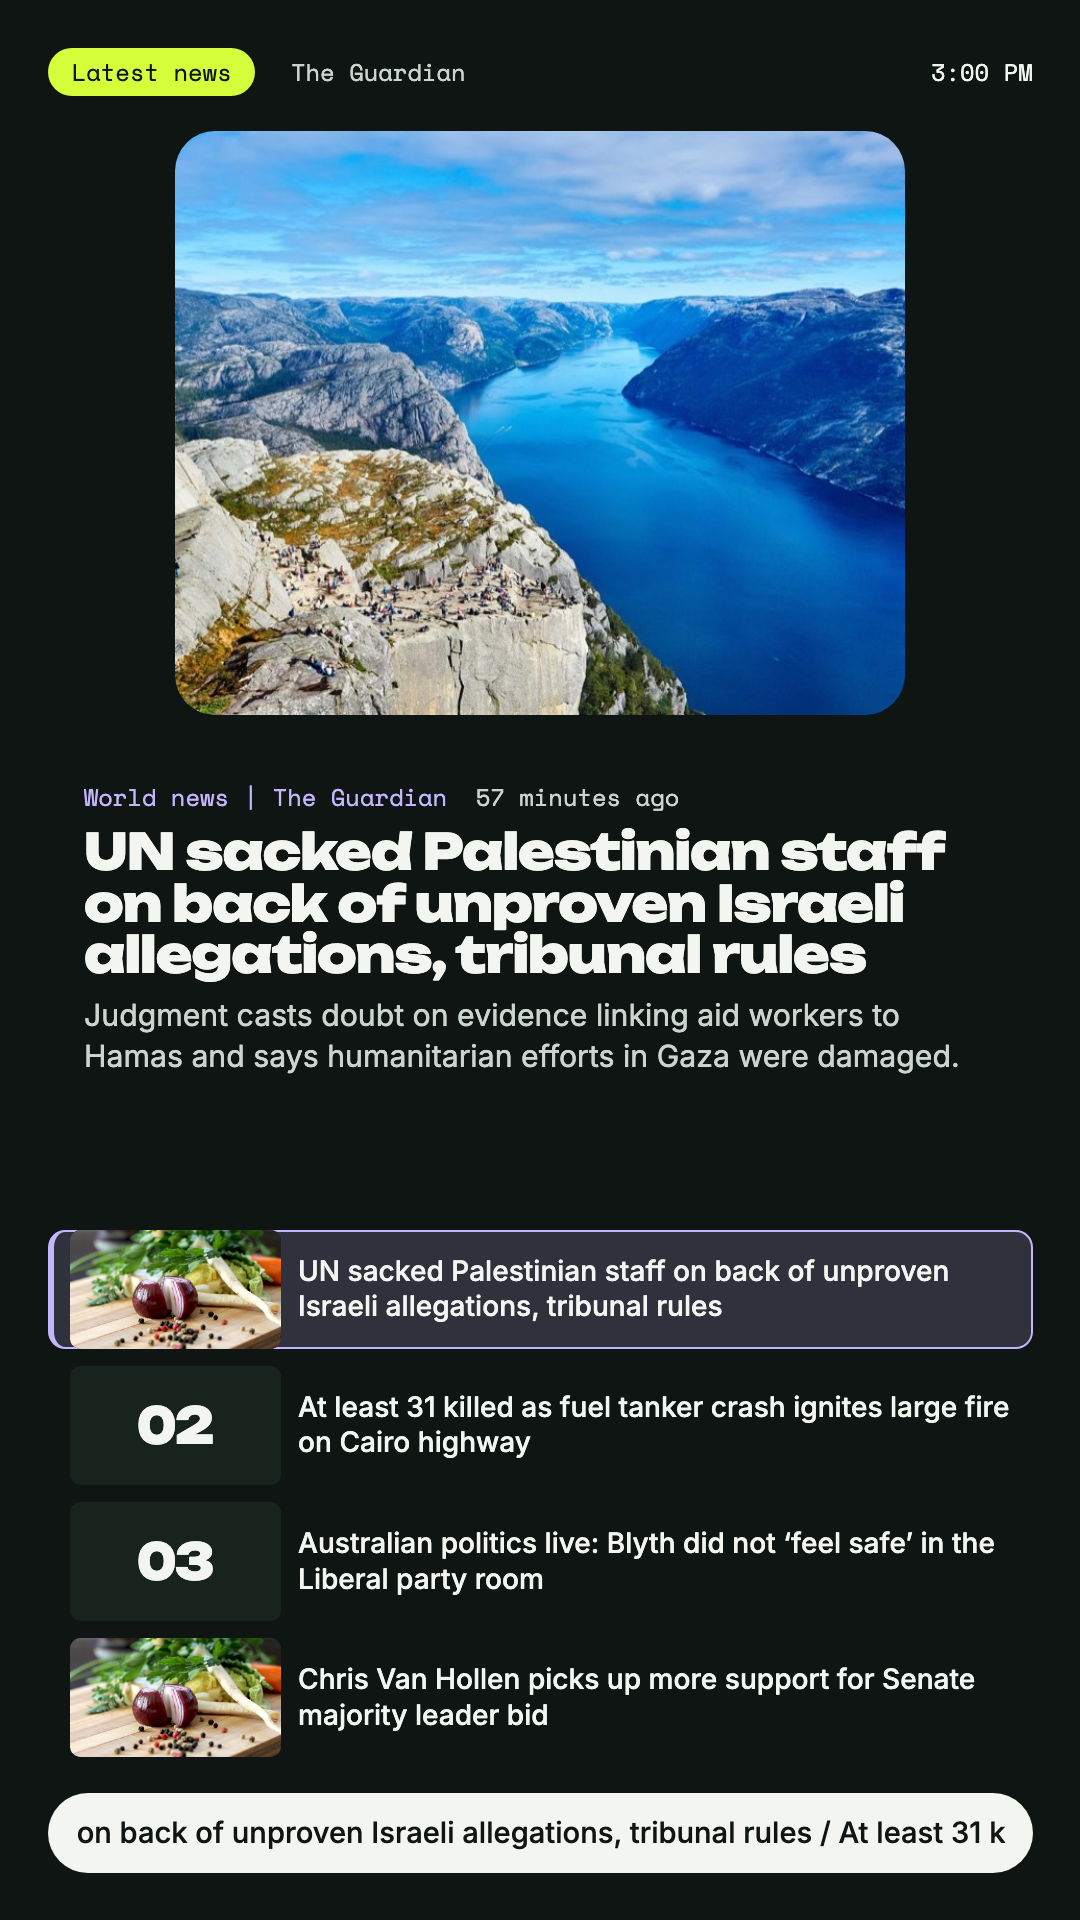 Latest news
The Guardian
3:00 PM
World news | The Guardian 57 minutes ago
UN sacked Palestinian staff
on back of unproven Israeli
allegations, tribunal rules
Judgment casts doubt on evidence linking aid workers to
Hamas and says humanitarian efforts in Gaza were damaged.
UN sacked Palestinian staff on back of unproven
Israeli allegations, tribunal rules
02
At least 31 killed as fuel tanker crash ignites large fire
on Cairo highway
03
Australian politics live: Blyth did not ‘feel safe’ in the
Liberal party room
Chris Van Hollen picks up more support for Senate
majority leader bid
on back of unproven Israeli allegations, tribunal rules / At least 31 k